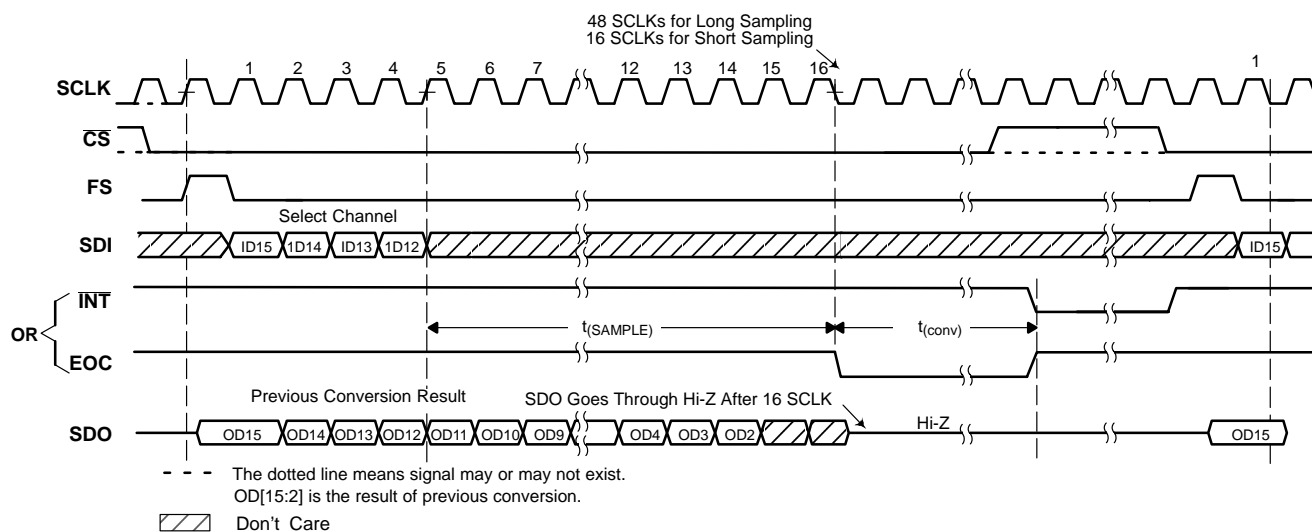 48 SCLKs for Long Sampling
16 SCLKs for Short Sampling
1 2 3 4 5 6 7 12 13 14 15 16 1
SCLK
CS
FS
Select Channel
SDI ID15 1D14 ID13 1D12 ID15
INT
OR
t(SAMPLE) t(conv)
EOC
Previous Conversion Result
SDO Goes Through Hi-Z After 16 SCLK
SDO OD15 OD14 OD13 OD12 OD11 OD10 OD9 OD4 OD3 OD2 Hi-Z OD15
The dotted line means signal may or may not exist.
OD[15:2] is the result of previous conversion.
Don't Care